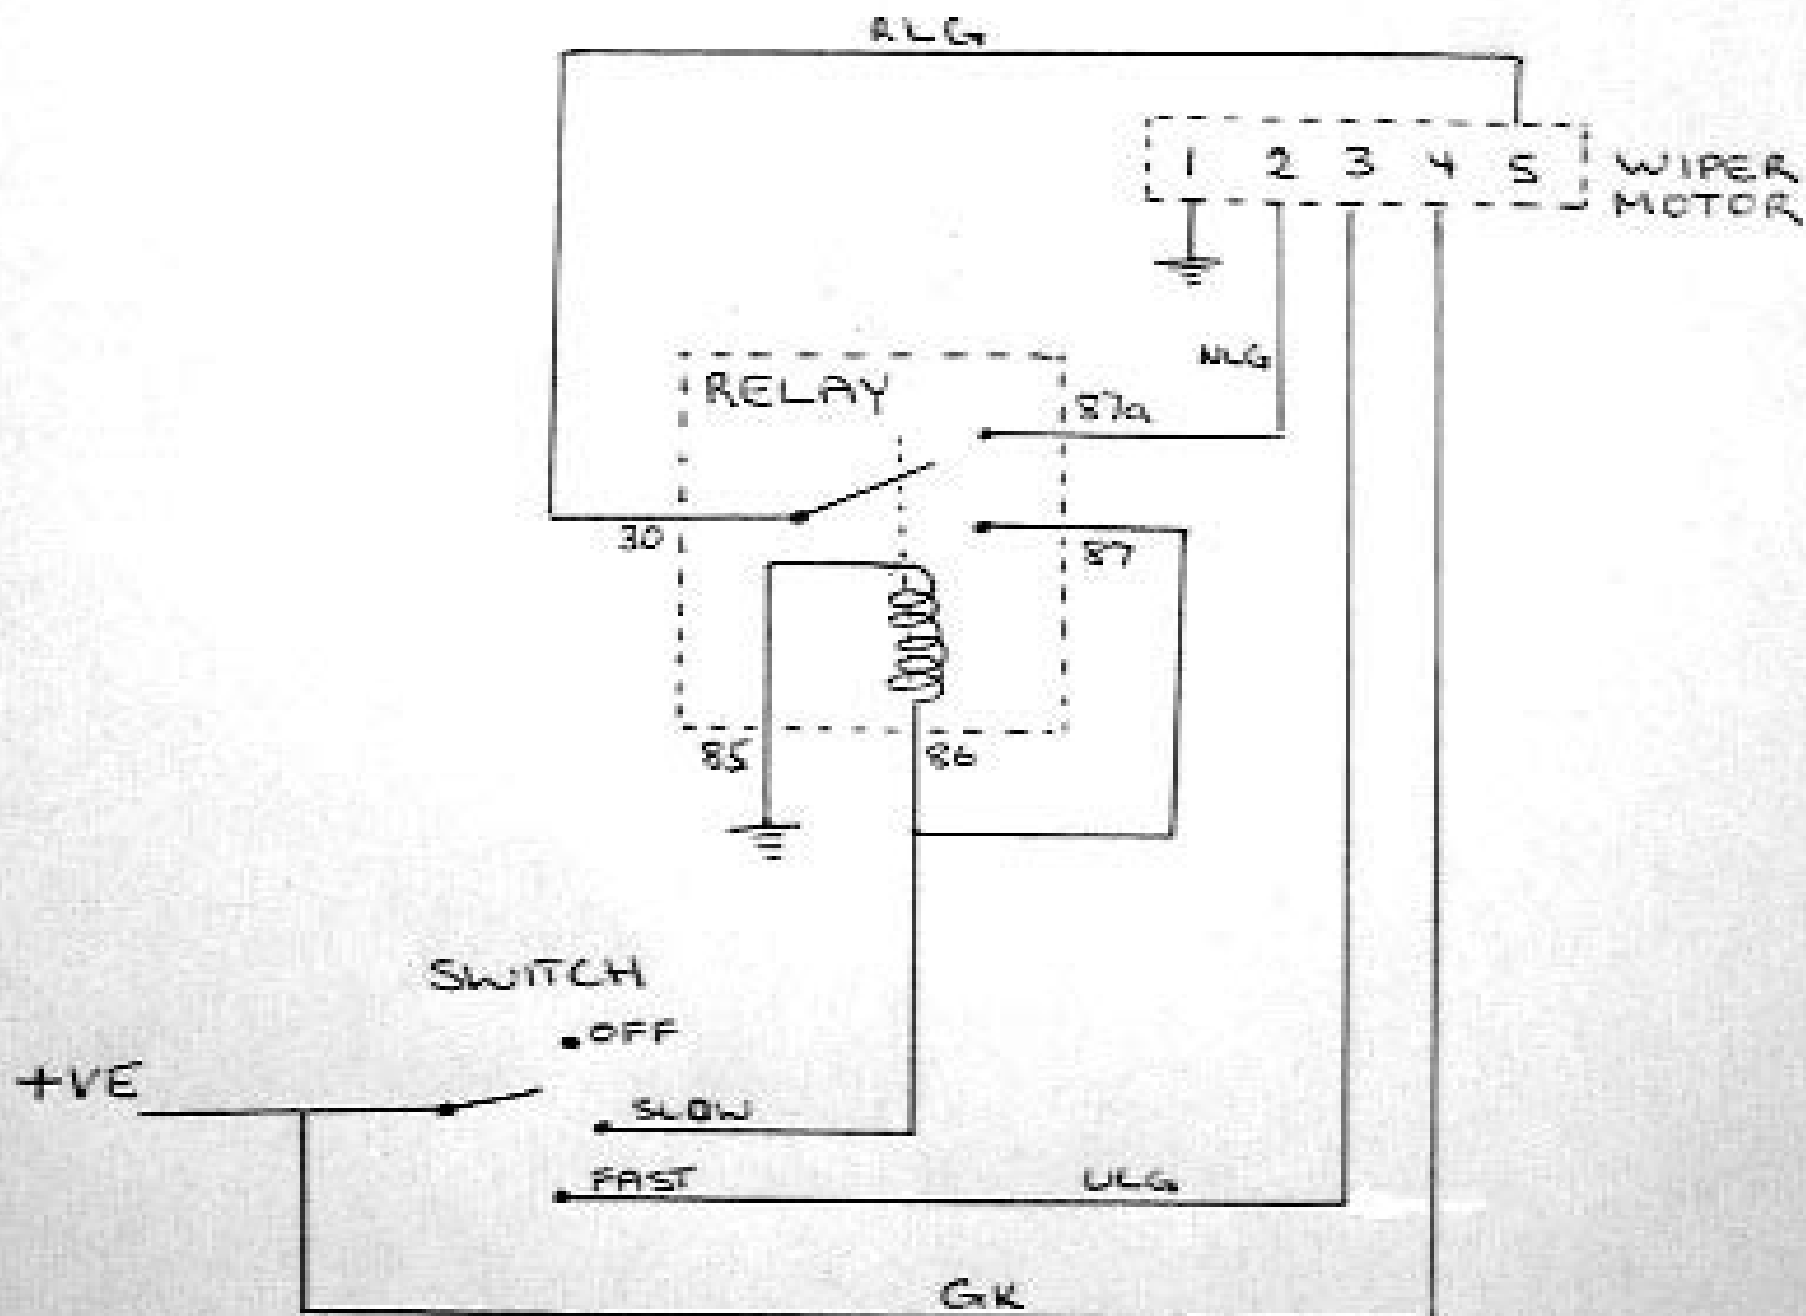 RLG
1 2 3 4 5
WIPER
MOTOR
NLG
RELAY
87a
30
87
85
86
SWITCH
OFF
+VE
SLOW
FAST
ULG
GK